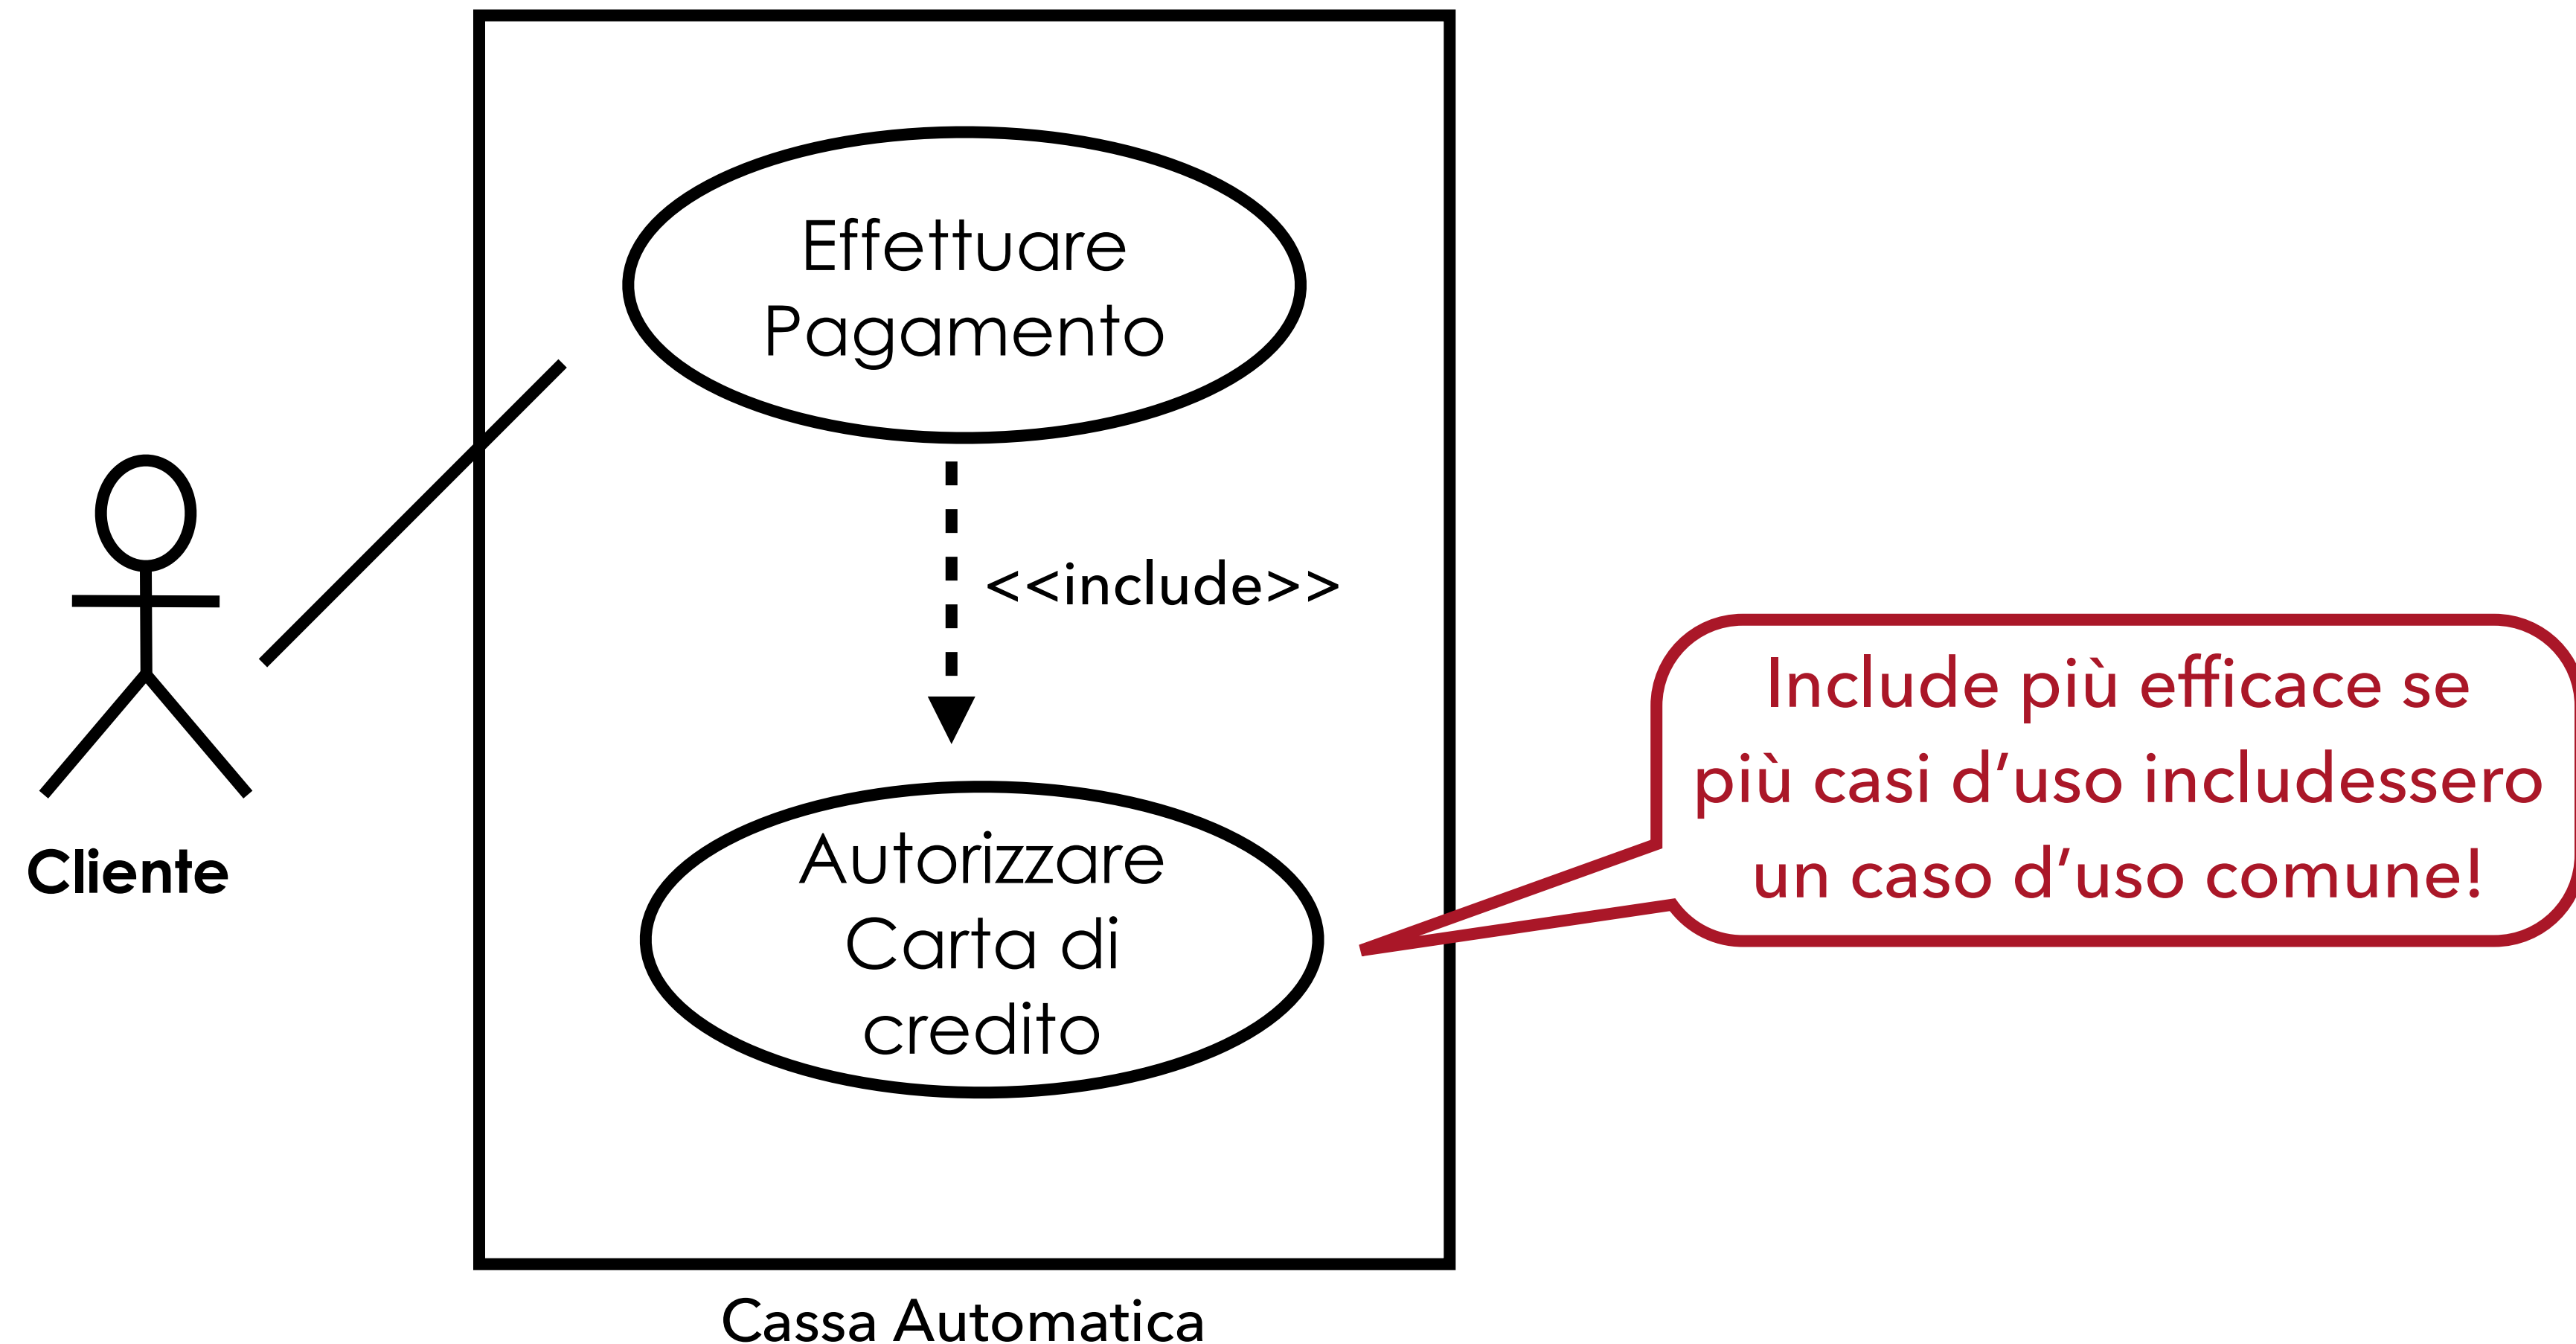 Effettuare
Pagamento
<<include>>
Include più efficace se
più casi d’uso includessero
un caso d’uso comune!
Cliente
Autorizzare
Carta di
credito
Cassa Automatica